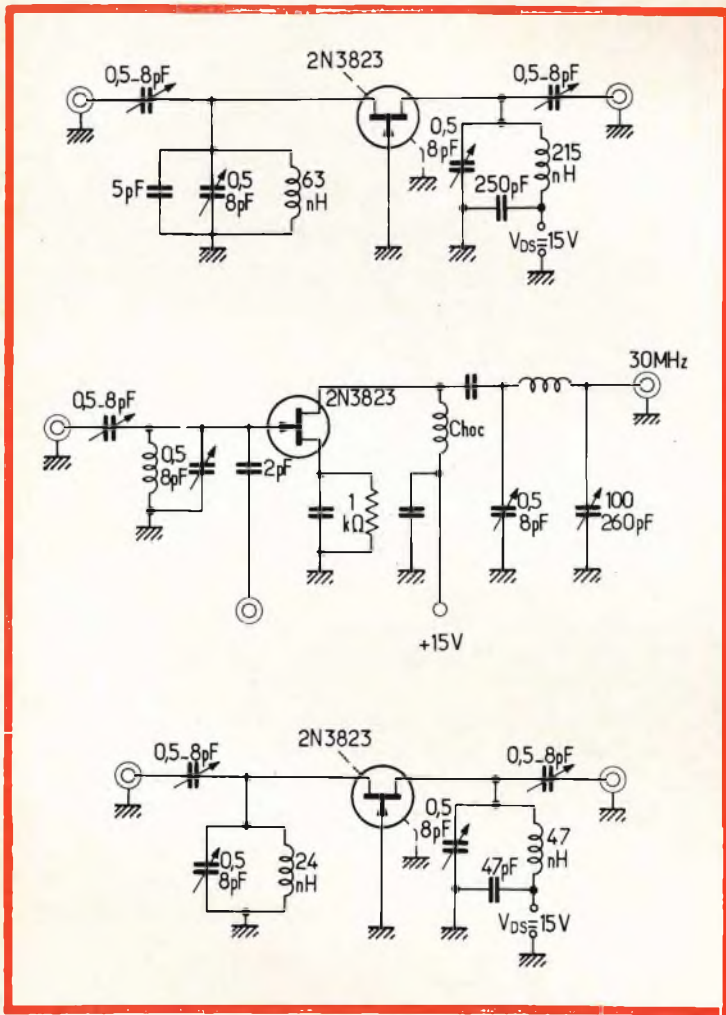 2N3823
0,5_8pF
0,5_8pF
5pF
0,5
8pF
63
nH
0,5
8pF
250pF
215
nH
VDS=15V
30MHz
0,5_8pF
2N3823
0,5
8pF
2pF
1
kΩ
Choc
0,5
8pF
100
260pF
+15V
2N3823
0,5_8pF
0,5_8pF
0,5
8pF
24
nH
0,5
8pF
47pF
47
nH
VDS=15V